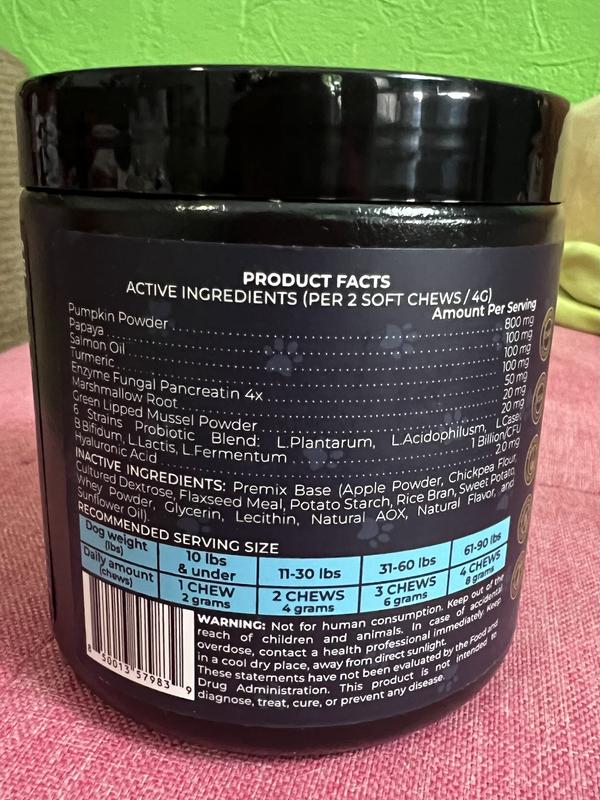 PRODUCT FACTS
ACTIVE INGREDIENTS (PER 2 SOFT CHEWS / 4G)
Amount Per Serving
Pumpkin Powder 800 mg
Papaya 100 mg
Salmon Oil 100 mg
Turmeric 100 mg
Enzyme Fungal Pancreatin 4x 50 mg
Marshmallow Root 20 mg
Green Lipped Mussel Powder 20 mg
6 Strains Probiotic Blend: L.Plantarum, L.Acidophilusm, L.Casei,
B.Bifidum, L.Lactis, L.Fermentum 1 Billion/CFU
Hyaluronic Acid 2.0 mg
INACTIVE INGREDIENTS: Premix Base (Apple Powder, Chickpea Flour,
Cultured Dextrose, Flaxseed Meal, Potato Starch, Rice Bran, Sweet Potato,
Whey Powder, Glycerin, Lecithin, Natural AOX, Natural Flavor, and
Sunflower Oil).
RECOMMENDED SERVING SIZE
Dog weight (lbs) 10 lbs & under 11-30 lbs 31-60 lbs 61-90 lbs
Daily amount (chews) 1 CHEW 2 grams 2 CHEWS 4 grams 3 CHEWS 6 grams 4 CHEWS 8 grams
WARNING: Not for human consumption. Keep out of the
reach of children and animals. In case of accidental
overdose, contact a health professional immediately. Keep
in a cool dry place, away from direct sunlight.
These statements have not been evaluated by the Food and
Drug Administration. This product is not intended to
diagnose, treat, cure, or prevent any disease.
8 50013 57983 9